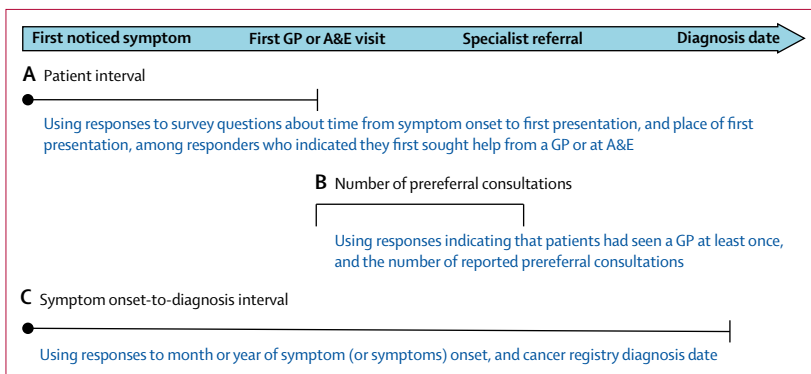 First noticed symptom First GP or A&E visit Specialist referral Diagnosis date
A Patient interval
Using responses to survey questions about time from symptom onset to first presentation, and place of first
presentation, among responders who indicated they first sought help from a GP or at A&E
B Number of prereferral consultations
Using responses indicating that patients had seen a GP at least once,
and the number of reported prereferral consultations
C Symptom onset-to-diagnosis interval
Using responses to month or year of symptom (or symptoms) onset, and cancer registry diagnosis date